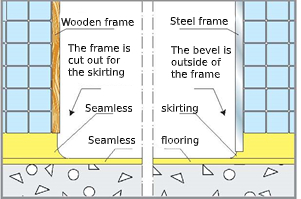 Wooden frame
Steel frame
The frame is
cut out for
the skirting
The bevel is
outside of
the frame
Seamless skirting
Seamless flooring